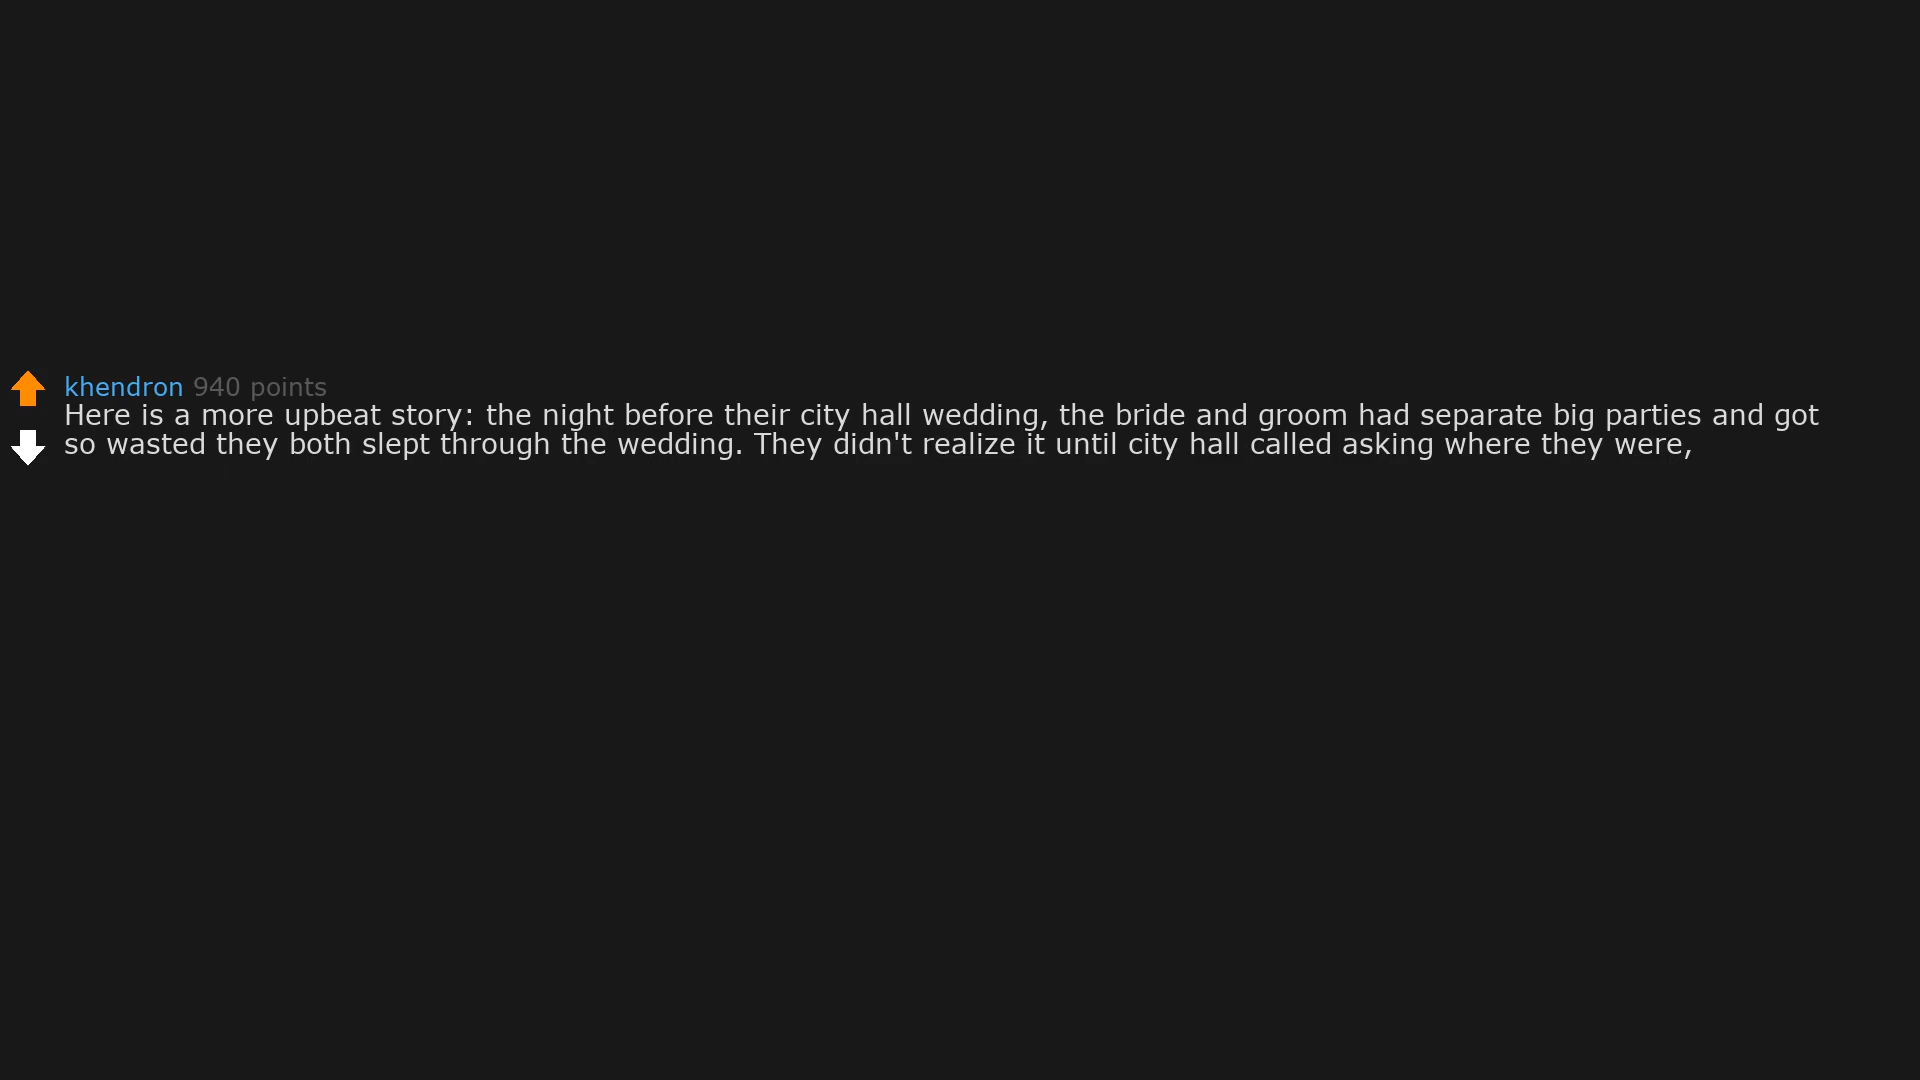 khendron 940 points
Here is a more upbeat story: the night before their city hall wedding, the bride and groom had separate big parties and got
so wasted they both slept through the wedding. They didn't realize it until city hall called asking where they were,